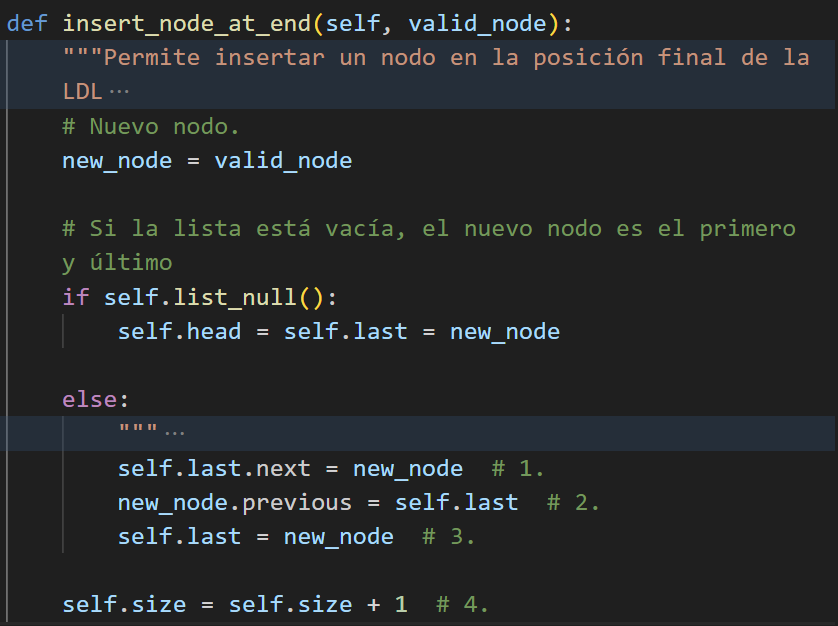 def insert_node_at_end(self, valid_node):
    """Permite insertar un nodo en la posición final de la
    LDL ···
    # Nuevo nodo.
    new_node = valid_node

    # Si la lista está vacía, el nuevo nodo es el primero
    y último
    if self.list_null():
        self.head = self.last = new_node

    else:
        """ ···
        self.last.next = new_node  # 1.
        new_node.previous = self.last  # 2.
        self.last = new_node  # 3.

    self.size = self.size + 1  # 4.